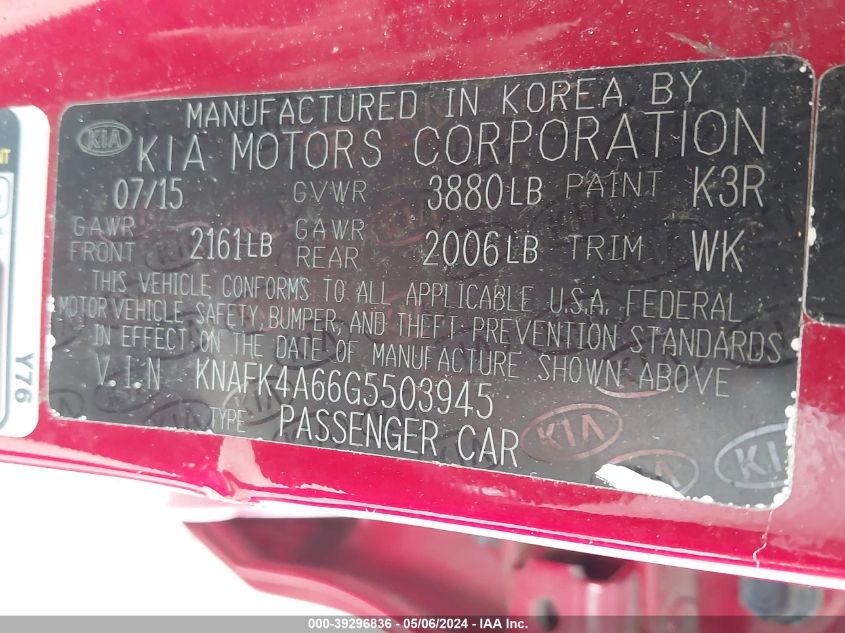 MANUFACTURED IN KOREA BY
KIA KIA MOTORS CORPORATION
07/15 GVWR 3880LB PAINT K3R
GAWR FRONT 2161LB GAWR REAR 2006LB TRIM WK
THIS VEHICLE CONFORMS TO ALL APPLICABLE U.S.A. FEDERAL
MOTOR VEHICLE SAFETY, BUMPER, AND THEFT PREVENTION STANDARDS
IN EFFECT ON THE DATE OF MANUFACTURE SHOWN ABOVE
V.I.N KNAFK4A66G5503945
TYPE PASSENGER CAR
KIA KIA
Y76
000-39296836 - 05/06/2024 - IAA Inc.